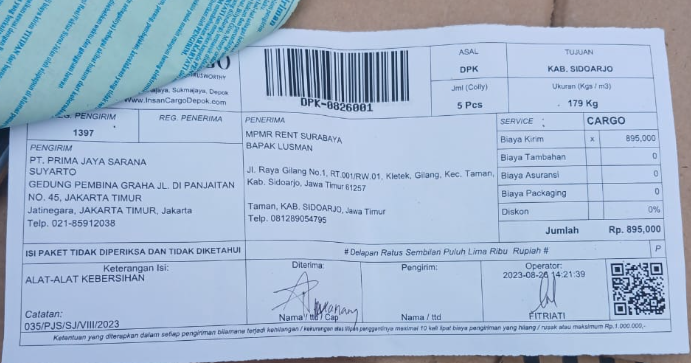 TITUAN
USTWORTHY
ajaya, Sukmajaya, Depok
www.InsanCargoDepok.com
DPK-0826001
ASAL
TUJUAN
DPK
KAB. SIDOARJO
Jml (Colly)
Ukuran (Kgs / m3)
5 Pcs
179 Kg
REG. PENGIRIM
REG. PENERIMA
1397
PENGIRIM
PT. PRIMA JAYA SARANA
SUYARTO
GEDUNG PEMBINA GRAHA JL. DI PANJAITAN
NO. 45, JAKARTA TIMUR
Jatinegara, JAKARTA TIMUR, Jakarta
Telp. 021-85912038
PENERIMA
MPMR RENT SURABAYA
BAPAK LUSMAN
Jl. Raya Gilang No.1, RT.001/RW.01, Kletek, Gilang, Kec. Taman,
Kab. Sidoarjo, Jawa Timur 61257
Taman, KAB. SIDOARJO, Jawa Timur
Telp. 081289054795
SERVICE : CARGO
Biaya Kirim x 895,000
Biaya Tambahan 0
Biaya Asuransi 0
Biaya Packaging 0
Diskon 0%
Jumlah Rp. 895,000
ISI PAKET TIDAK DIPERIKSA DAN TIDAK DIKETAHUI
# Delapan Ratus Sembilan Puluh Lima Ribu Rupiah #
P
Keterangan Isi:
ALAT-ALAT KEBERSIHAN
Catatan:
035/PJS/SJ/VIII/2023
Diterima:
Nama / ttd / Cap
Pengirim:
Nama / ttd
Operator:
2023-08-26 14:21:39
FITRIATI
Ketentuan yang diterapkan dalam setiap pengiriman bilamana terjadi kehilangan / kekurangan atau titipan penggantinya maksimal 10 kali lipat biaya pengiriman yang hilang / rusak atau maksimum Rp.1.000.000,-